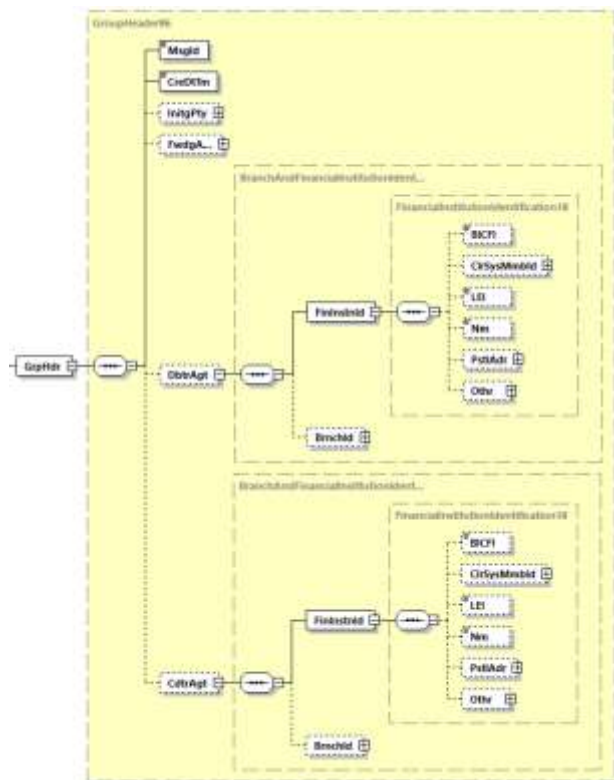 GroupHeader86
MsgId
CreDtTm
InitgPty
FwdgA...
BranchAndFinancialInstitutionIdent...
FinancialInstitutionIdentification18
BICFI
ClrSysMmbId
LEI
FinInstnId
Nm
PstlAdr
GrpHdr
DbtrAgt
Othr
BrnchId
BranchAndFinancialInstitutionIdent...
FinancialInstitutionIdentification18
BICFI
ClrSysMmbId
LEI
FinInstnId
Nm
PstlAdr
CdtrAgt
Othr
BrnchId